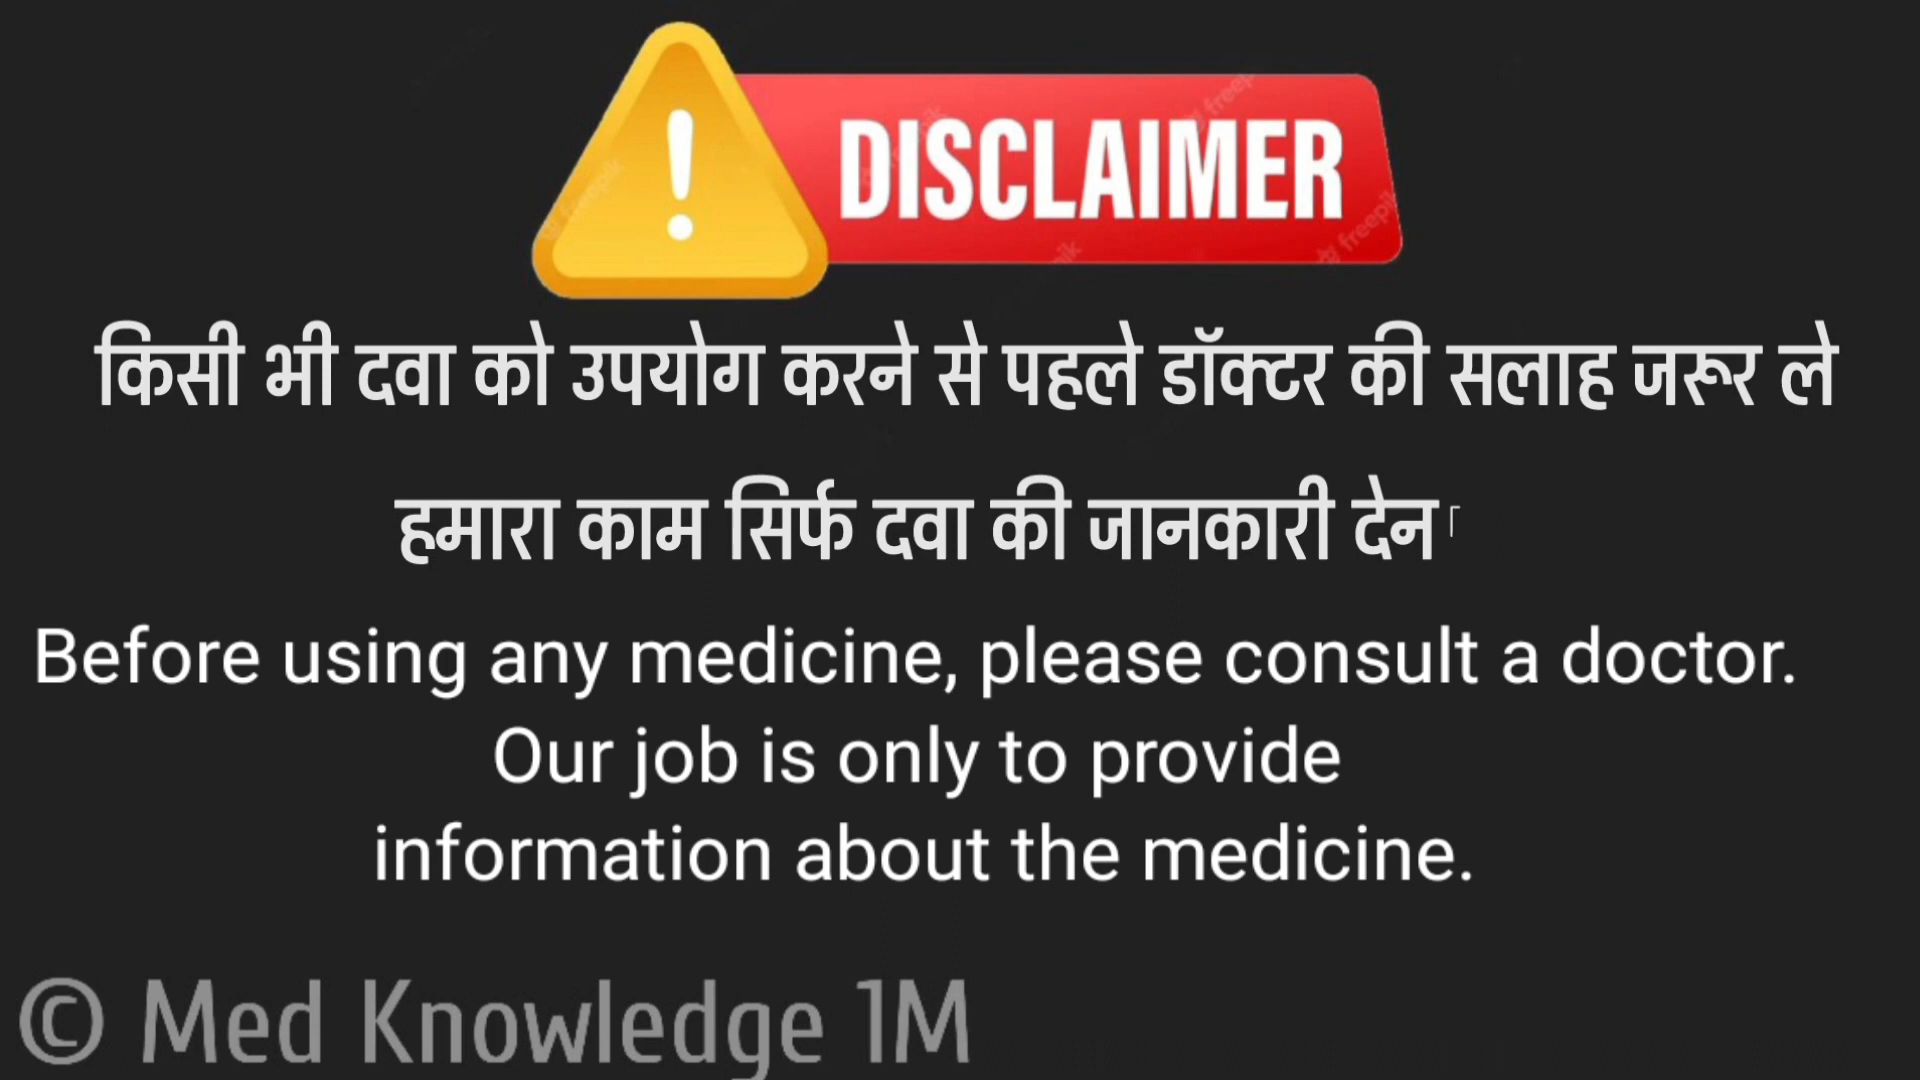 DISCLAIMER
किसी भी दवा को उपयोग करने से पहले डॉक्टर की सलाह जरूर ले
हमारा काम सिर्फ दवा की जानकारी देन
Before using any medicine, please consult a doctor.
Our job is only to provide
information about the medicine.
© Med Knowledge 1M